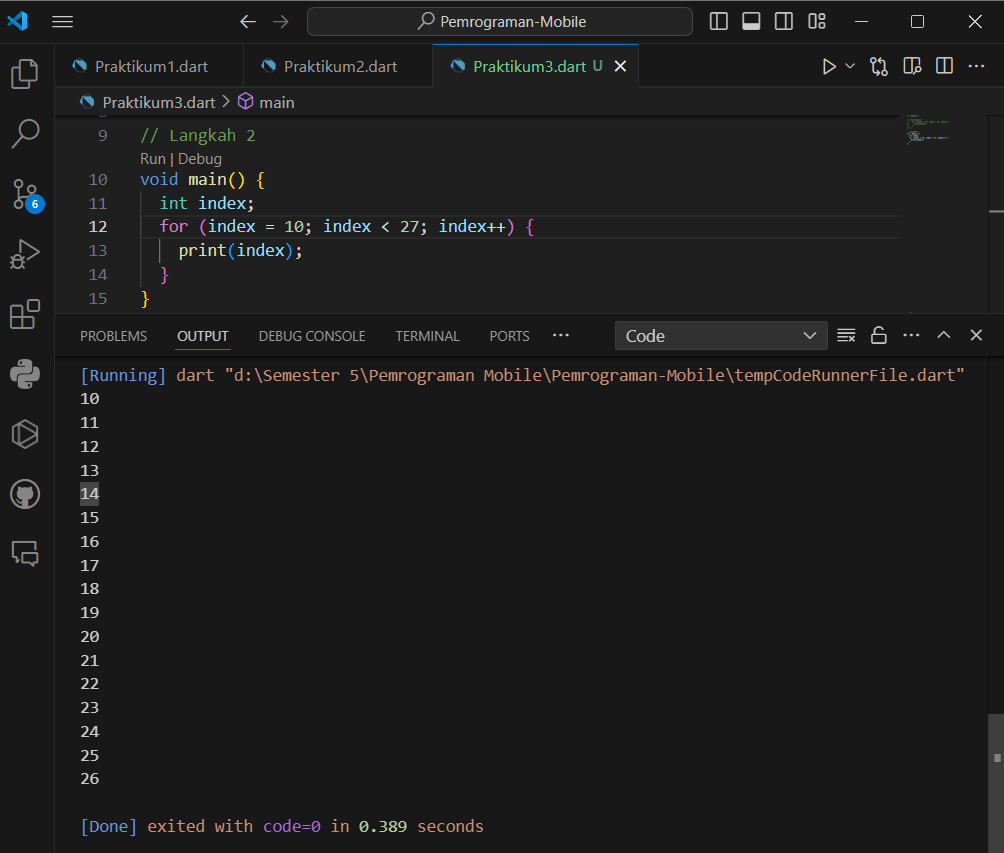 Pemrograman-Mobile
Praktikum1.dart Praktikum2.dart Praktikum3.dart U
Praktikum3.dart > main
9 // Langkah 2
Run | Debug
10 void main() {
11 int index;
12 for (index = 10; index < 27; index++) {
13 print(index);
14 }
15 }
6
PROBLEMS OUTPUT DEBUG CONSOLE TERMINAL PORTS ··· Code
[Running] dart "d:\Semester 5\Pemrograman Mobile\Pemrograman-Mobile\tempCodeRunnerFile.dart"
10
11
12
13
14
15
16
17
18
19
20
21
22
23
24
25
26
[Done] exited with code=0 in 0.389 seconds